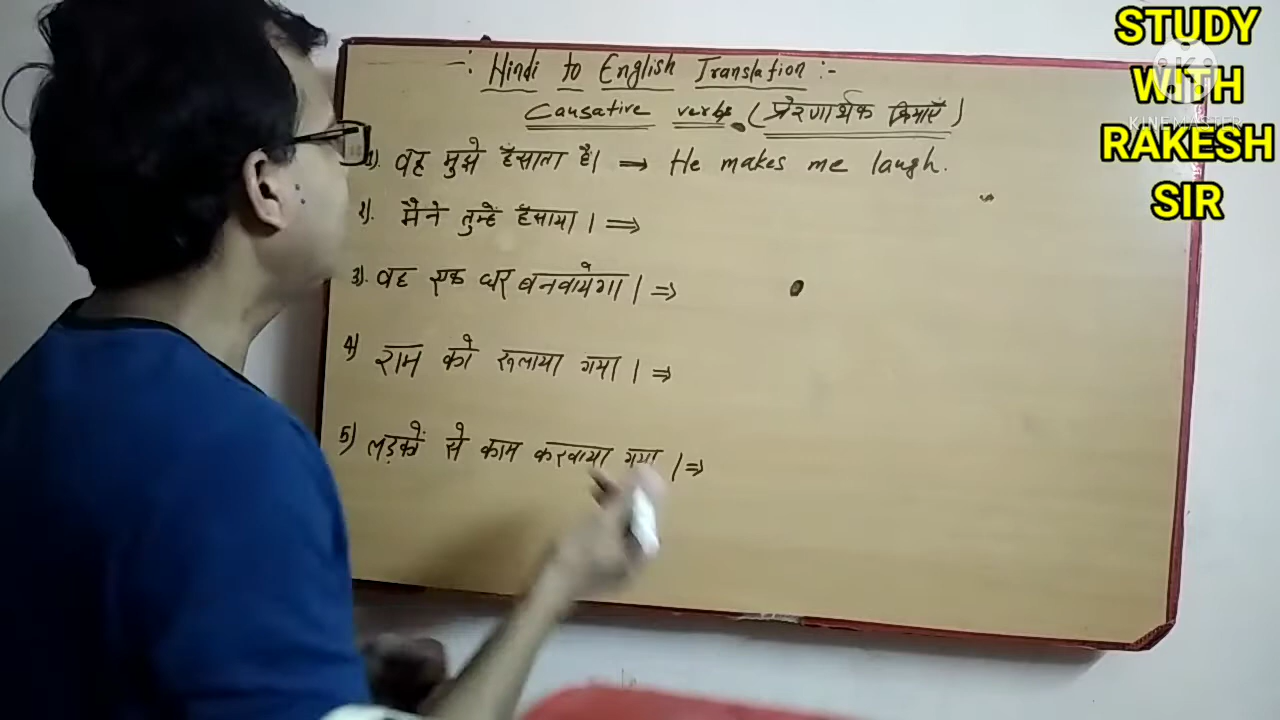 -: Hindi to English Translation :-
Causative verbs. (प्रेरणार्थक क्रियाएँ)
1). वह मुझे हँसाता है। → He makes me laugh.
2). मैने तुम्हे हँसाया। ⇒
3). वह एक घर बनवायेगा। ⇒
4) राम को रूलाया गया। ⇒
5) लड़कों से काम करवाया गया। ⇒
STUDY
WITH
RAKESH
SIR
KINEMASTER